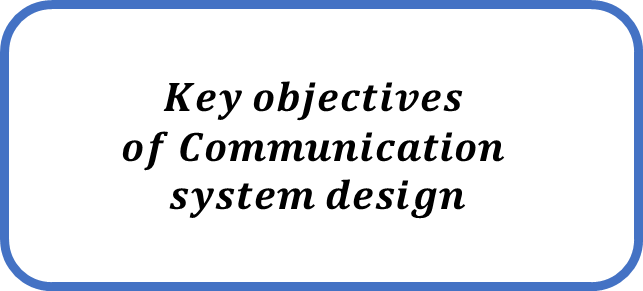 Key objectives
of Communication
system design